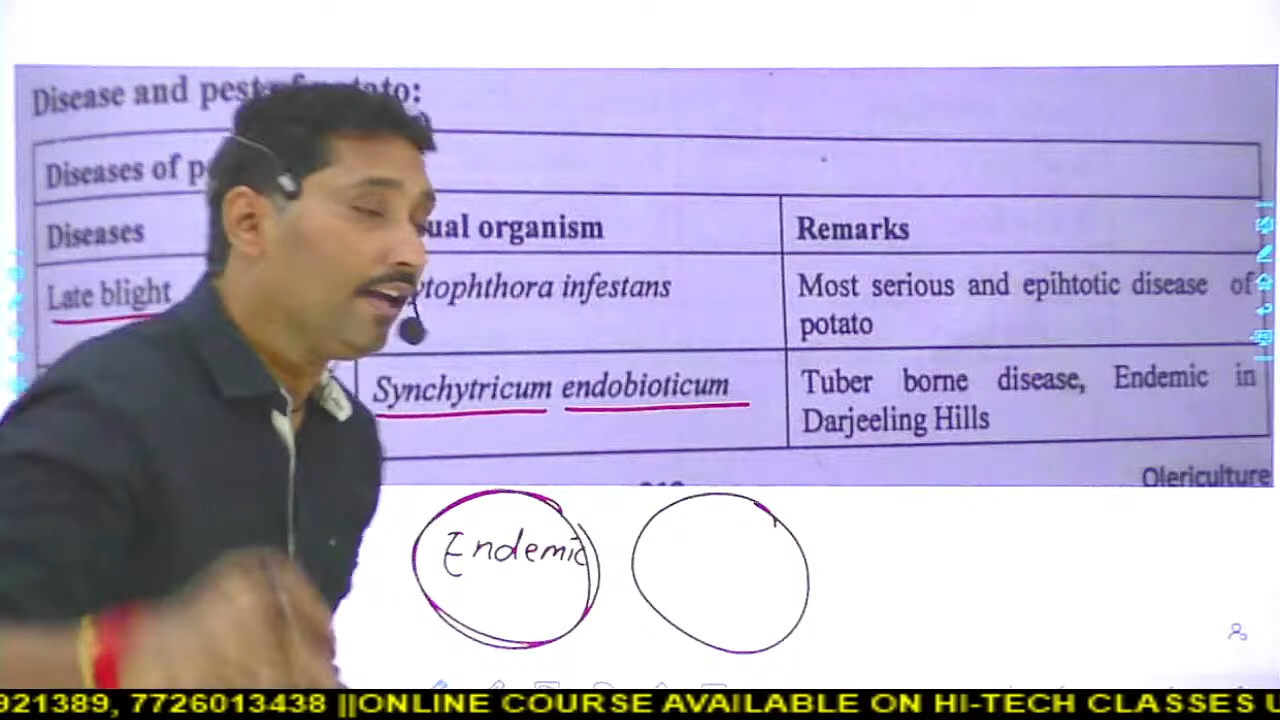 Disease and pest of potato:
Diseases of
Diseases organism Remarks
Late blight infestans Most serious and epihtotic disease of
potato
Synchytricum endobioticum Tuber borne disease, Endemic in
Darjeeling Hills
Olericulture
Endemic
921389, 7726013438 ||ONLINE COURSE AVAILABLE ON HI-TECH CLASSES